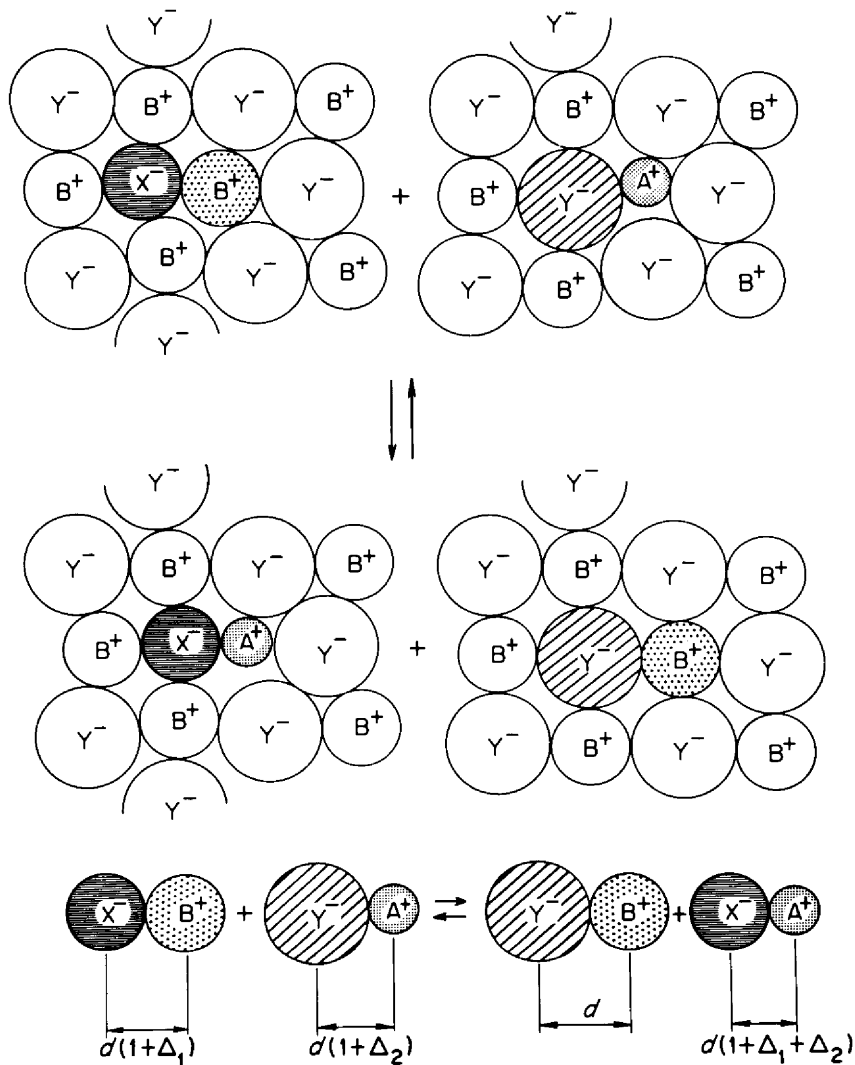 Y⁻ Y⁻
Y⁻ B⁺ Y⁻ B⁺ Y⁻ B⁺ Y⁻ B⁺
B⁺ X⁻ B⁺ Y⁻ + B⁺ Y⁻ A⁺ Y⁻
Y⁻ B⁺ Y⁻ B⁺ Y⁻ B⁺ Y⁻ B⁺
Y⁻
Y⁻ Y⁻
Y⁻ B⁺ Y⁻ B⁺ Y⁻ B⁺ Y⁻ B⁺
B⁺ X⁻ A⁺ Y⁻ + B⁺ Y⁻ B⁺ Y⁻
Y⁻ B⁺ Y⁻ B⁺ Y⁻ B⁺ Y⁻ B⁺
Y⁻
X⁻ B⁺ + Y⁻ A⁺ ⇌ Y⁻ B⁺ + X⁻ A⁺
d(1+Δ₁) d(1+Δ₂) d d(1+Δ₁+Δ₂)